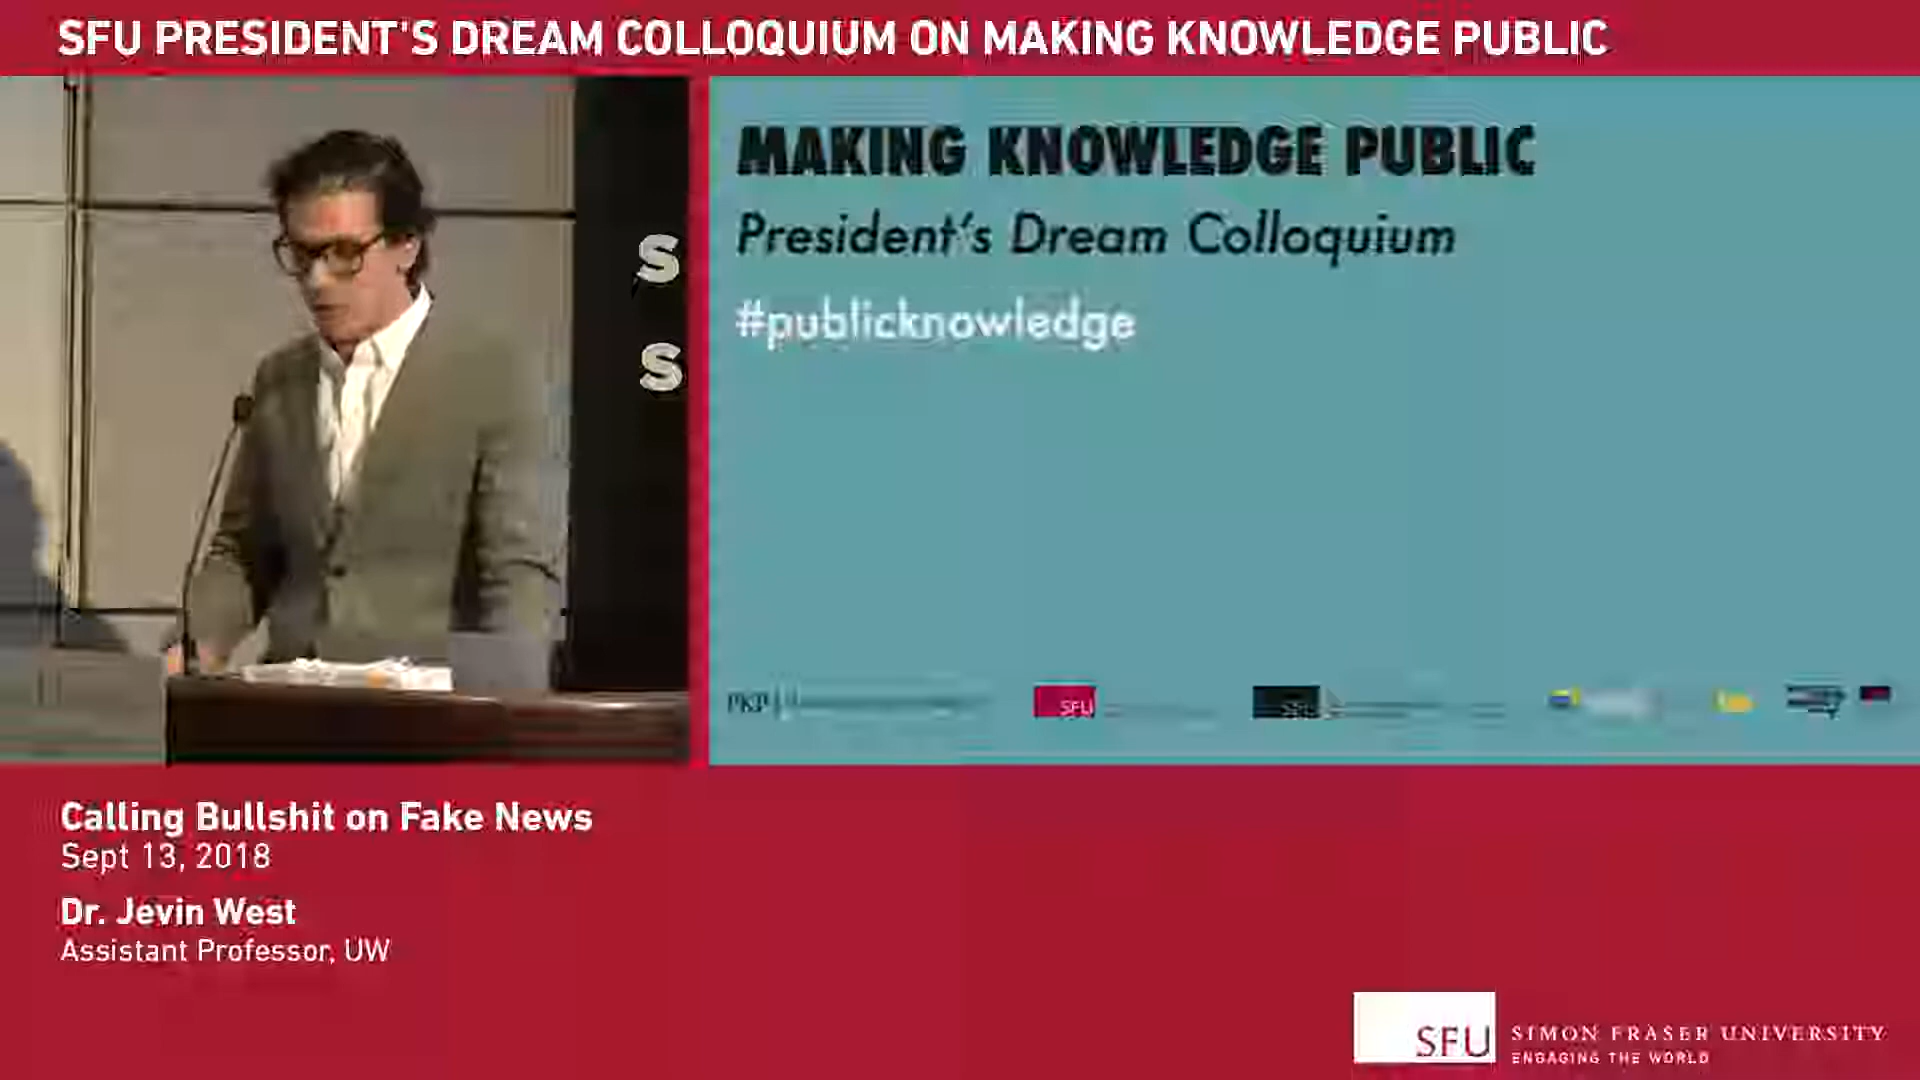 SFU PRESIDENT'S DREAM COLLOQUIUM ON MAKING KNOWLEDGE PUBLIC
S
S
MAKING KNOWLEDGE PUBLIC
President's Dream Colloquium
#publicknowledge
PKP
SFU
Calling Bullshit on Fake News
Sept 13, 2018
Dr. Jevin West
Assistant Professor, UW
SFU
SIMON FRASER UNIVERSITY
ENGAGING THE WORLD